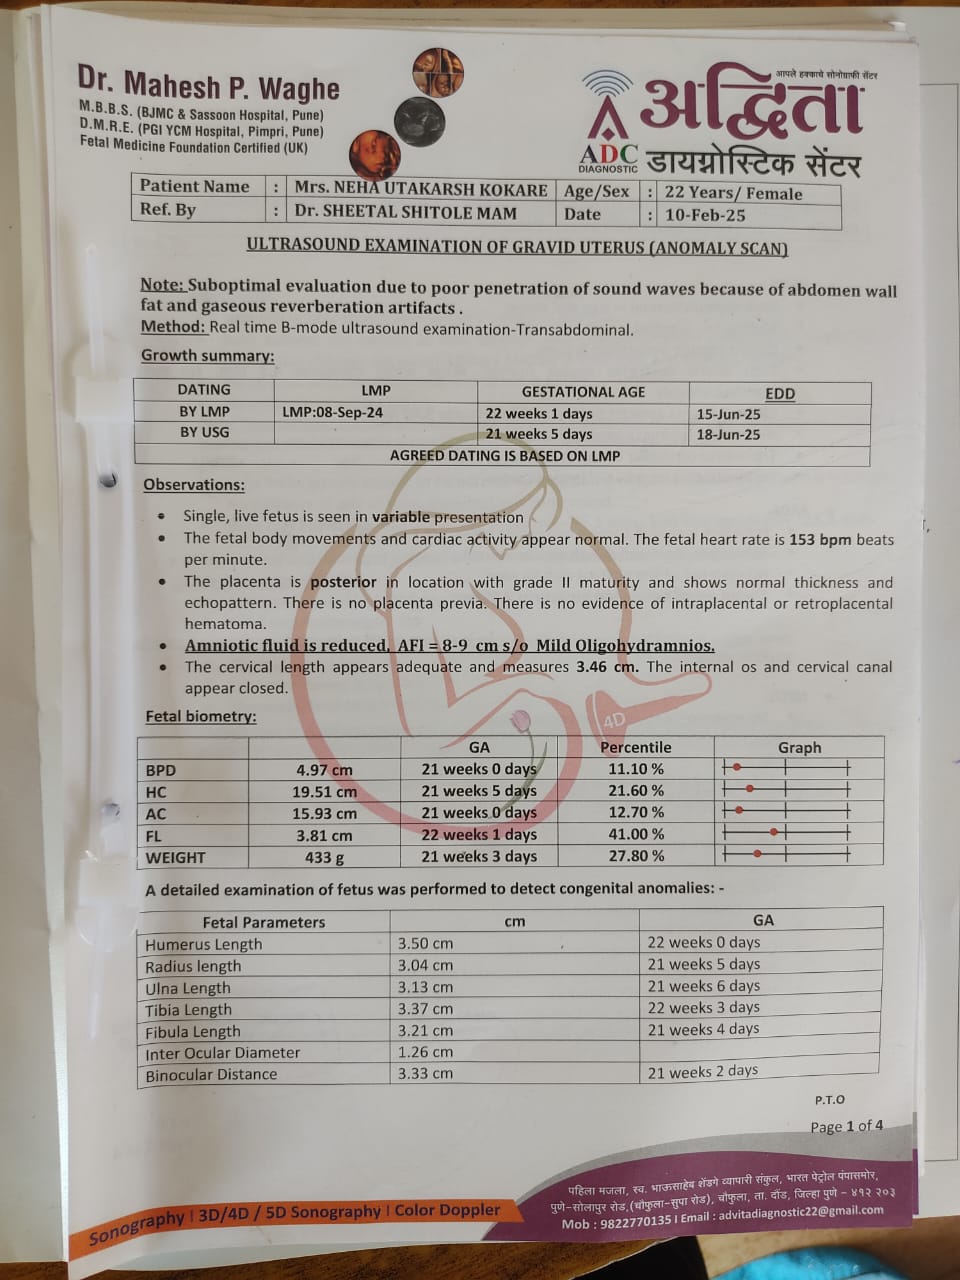 Dr. Mahesh P. Waghe
M.B.B.S. (BJMC & Sassoon Hospital, Pune)
D.M.R.E. (PGI YCM Hospital, Pimpri, Pune)
Fetal Medicine Foundation Certified (UK)
आपले हक्काचे सोनोग्राफी सेंटर
अद्विता
ADC
DIAGNOSTIC
डायग्नोस्टिक सेंटर
Patient Name : Mrs. NEHA UTAKARSH KOKARE Age/Sex : 22 Years/ Female
Ref. By : Dr. SHEETAL SHITOLE MAM Date : 10-Feb-25
ULTRASOUND EXAMINATION OF GRAVID UTERUS (ANOMALY SCAN)
Note: Suboptimal evaluation due to poor penetration of sound waves because of abdomen wall
fat and gaseous reverberation artifacts .
Method: Real time B-mode ultrasound examination-Transabdominal.
Growth summary:
DATING LMP GESTATIONAL AGE EDD
BY LMP LMP:08-Sep-24 22 weeks 1 days 15-Jun-25
BY USG 21 weeks 5 days 18-Jun-25
AGREED DATING IS BASED ON LMP
Observations:
• Single, live fetus is seen in variable presentation
• The fetal body movements and cardiac activity appear normal. The fetal heart rate is 153 bpm beats
per minute.
• The placenta is posterior in location with grade II maturity and shows normal thickness and
echopattern. There is no placenta previa. There is no evidence of intraplacental or retroplacental
hematoma.
• Amniotic fluid is reduced, AFI = 8-9 cm s/o Mild Oligohydramnios.
• The cervical length appears adequate and measures 3.46 cm. The internal os and cervical canal
appear closed.
Fetal biometry:
GA Percentile Graph
BPD 4.97 cm 21 weeks 0 days 11.10 %
HC 19.51 cm 21 weeks 5 days 21.60 %
AC 15.93 cm 21 weeks 0 days 12.70 %
FL 3.81 cm 22 weeks 1 days 41.00 %
WEIGHT 433 g 21 weeks 3 days 27.80 %
4D
A detailed examination of fetus was performed to detect congenital anomalies: -
Fetal Parameters cm GA
Humerus Length 3.50 cm 22 weeks 0 days
Radius length 3.04 cm 21 weeks 5 days
Ulna Length 3.13 cm 21 weeks 6 days
Tibia Length 3.37 cm 22 weeks 3 days
Fibula Length 3.21 cm 21 weeks 4 days
Inter Ocular Diameter 1.26 cm
Binocular Distance 3.33 cm 21 weeks 2 days
P.T.O
Page 1 of 4
पहिला मजला, स्व. भाऊसाहेब शेंडगे व्यापारी संकुल, भारत पेट्रोल पंपासमोर,
पुणे-सोलापुर रोड,(चौफुला-सुपा रोड), चौफुला, ता. दौंड, जिल्हा पुणे - ४१२ २०३
Mob : 9822770135 I Email : advitadiagnostic22@gmail.com
Sonography I 3D/4D / 5D Sonography I Color Doppler